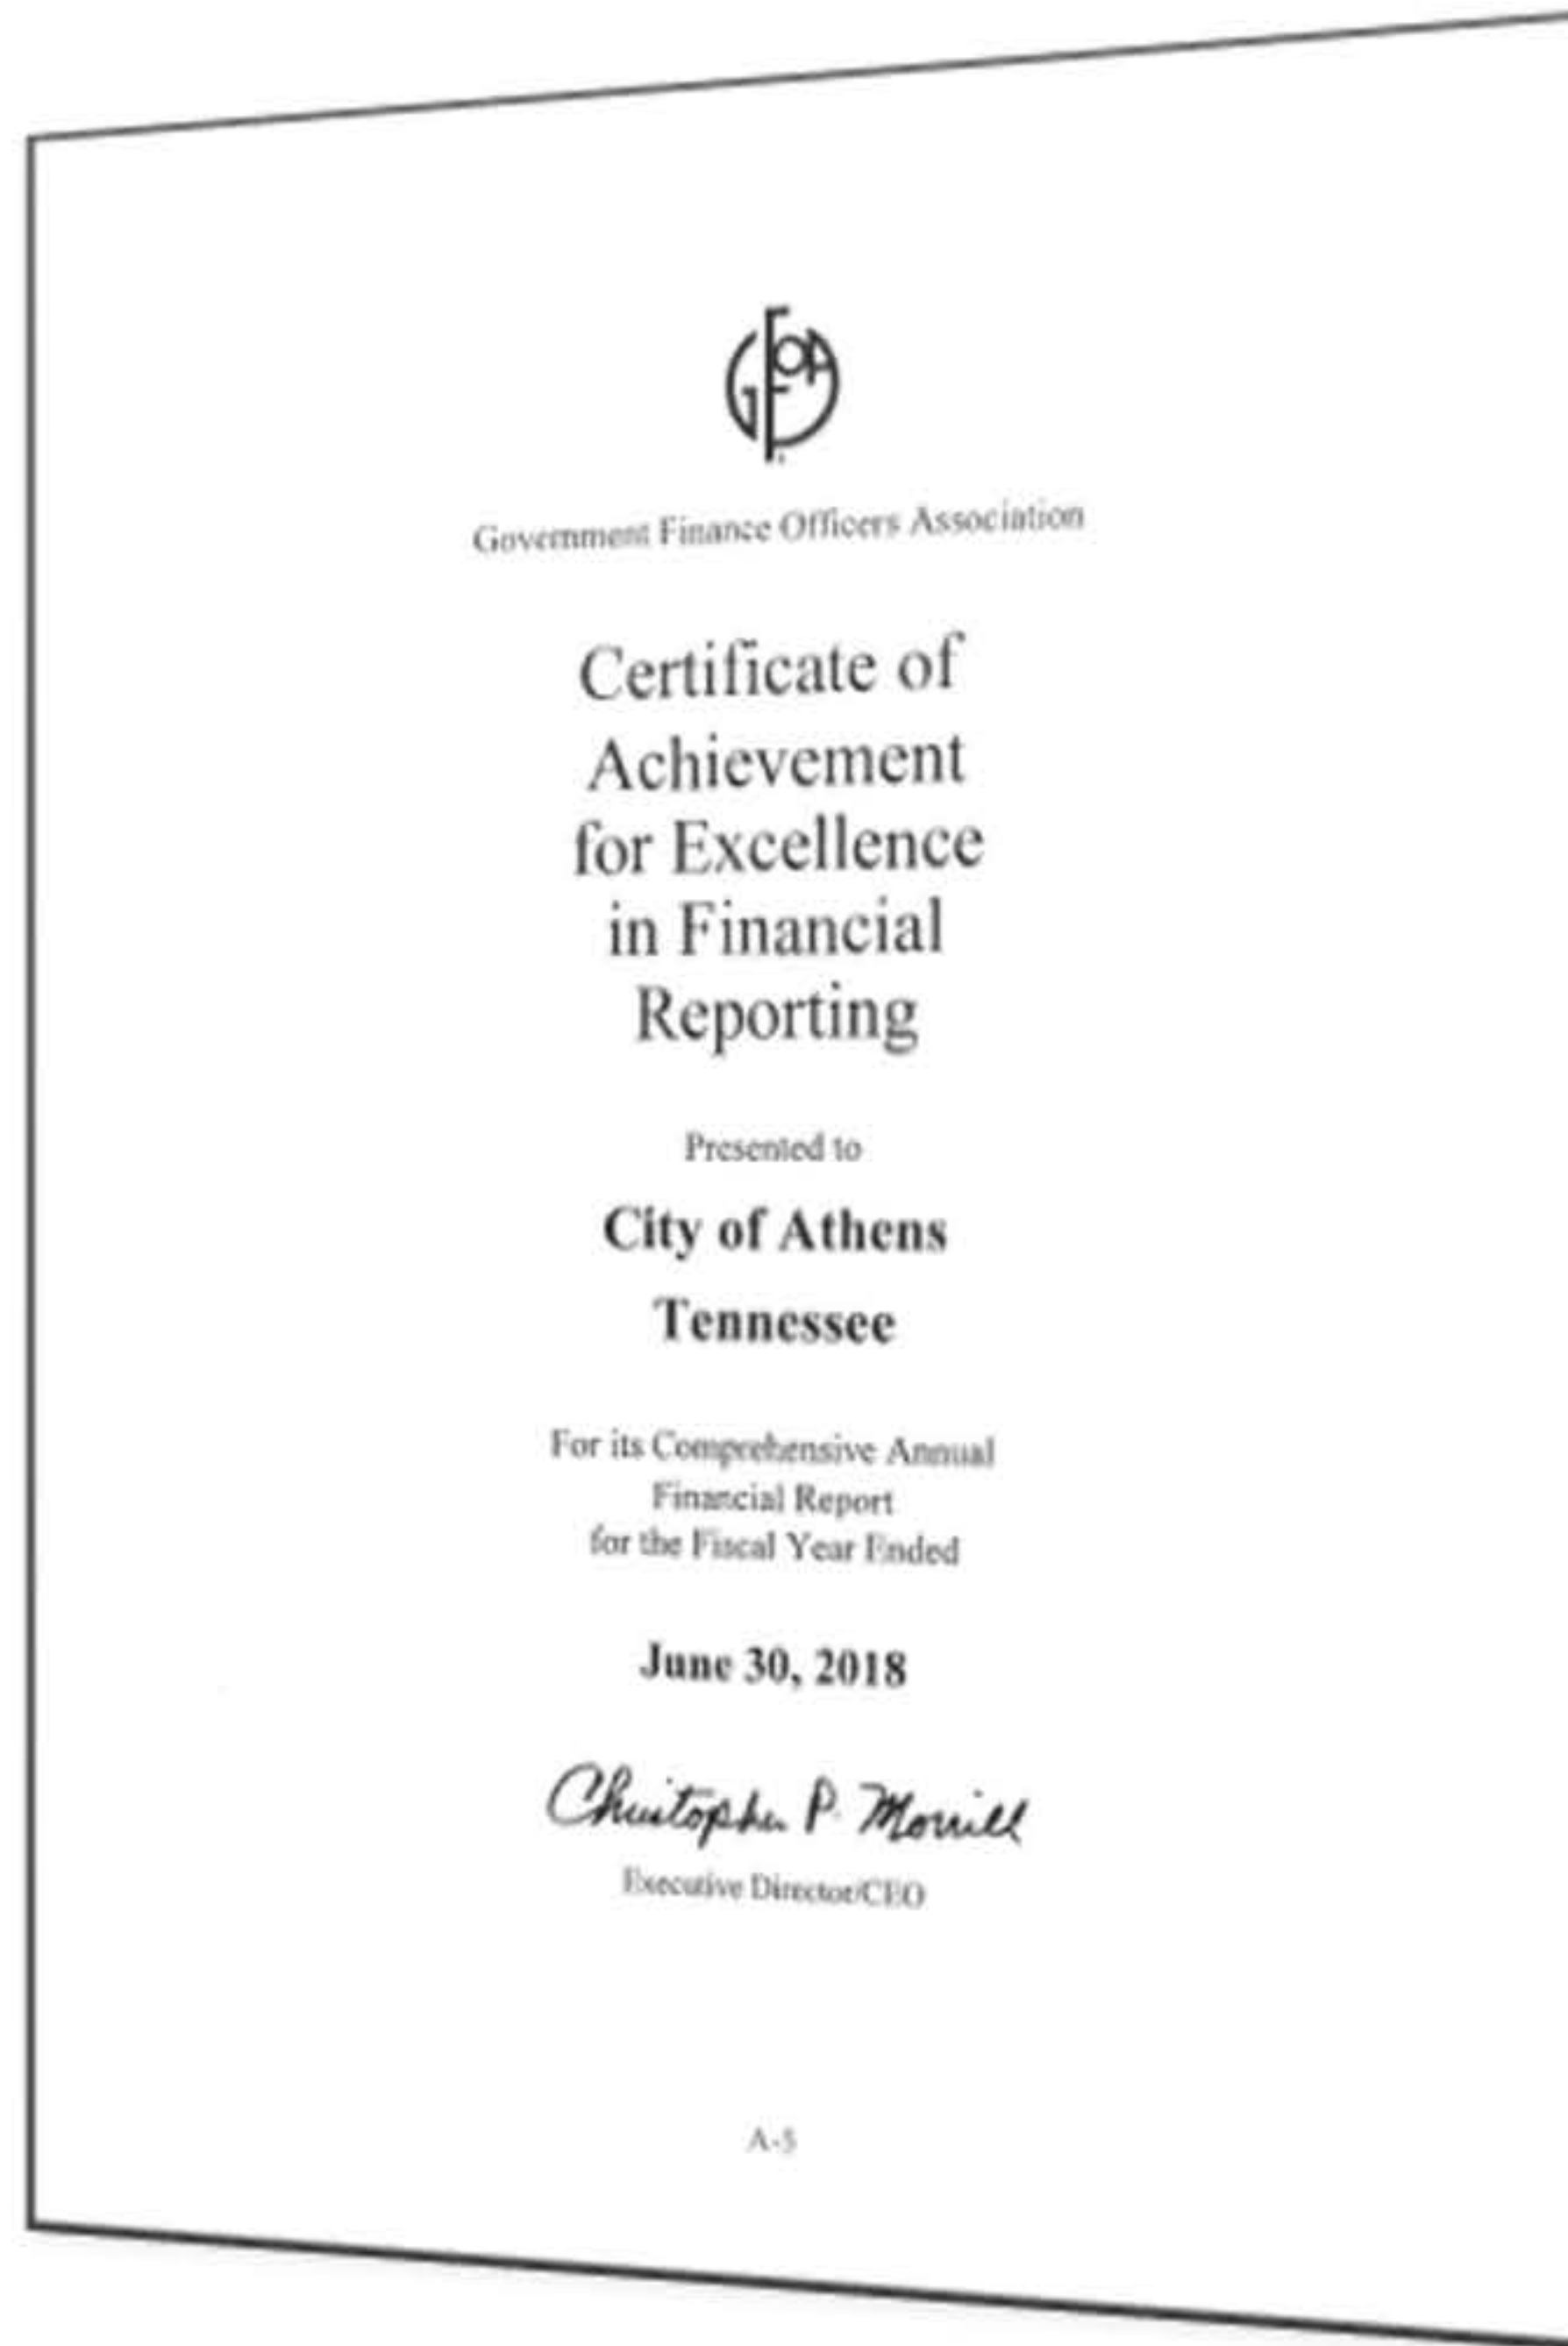 GFOA
Government Finance Officers Association
Certificate of
Achievement
for Excellence
in Financial
Reporting
Presented to
City of Athens
Tennessee
For its Comprehensive Annual
Financial Report
for the Fiscal Year Ended
June 30, 2018
Christopher P. Morrill
Executive Director/CEO
A-5